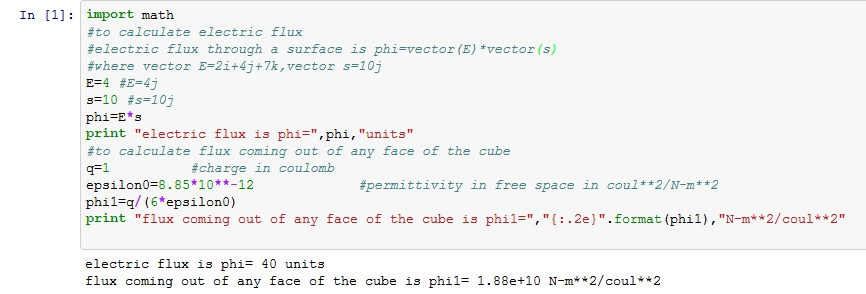 In [1]: import math
#to calculate electric flux
#electric flux through a surface is phi=vector(E)*vector(s)
#where vector E=2i+4j+7k,vector s=10j
E=4 #E=4j
s=10 #s=10j
phi=E*s
print "electric flux is phi=",phi,"units"
#to calculate flux coming out of any face of the cube
q=1 #charge in coulomb
epsilon0=8.85*10**-12 #permittivity in free space in coul**2/N-m**2
phi1=q/(6*epsilon0)
print "flux coming out of any face of the cube is phi1=","{:.2e}".format(phi1),"N-m**2/coul**2"
electric flux is phi= 40 units
flux coming out of any face of the cube is phi1= 1.88e+10 N-m**2/coul**2